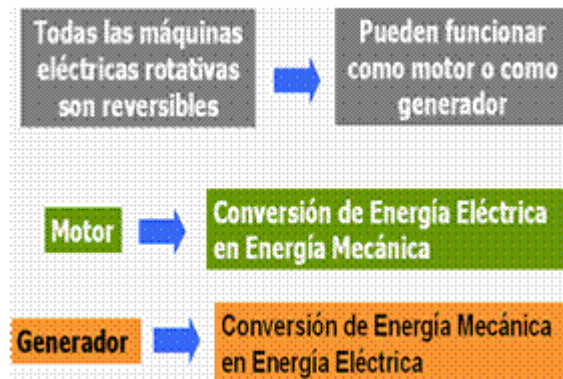 Todas las máquinas
eléctricas rotativas
son reversibles
Pueden funcionar
como motor o como
generador
Motor
Conversión de Energía Eléctrica
en Energía Mecánica
Generador
Conversión de Energía Mecánica
en Energía Eléctrica